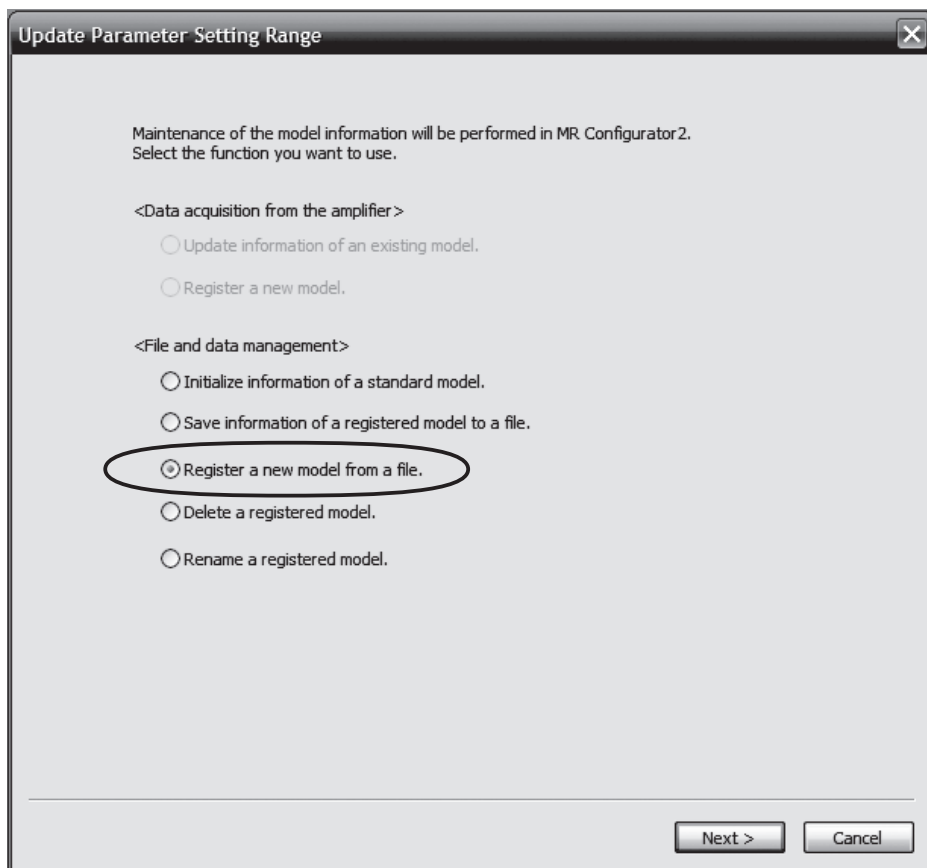 Update Parameter Setting Range
Maintenance of the model information will be performed in MR Configurator2.
Select the function you want to use.
<Data acquisition from the amplifier>
Update information of an existing model.
Register a new model.
<File and data management>
Initialize information of a standard model.
Save information of a registered model to a file.
Register a new model from a file.
Delete a registered model.
Rename a registered model.
Next >
Cancel